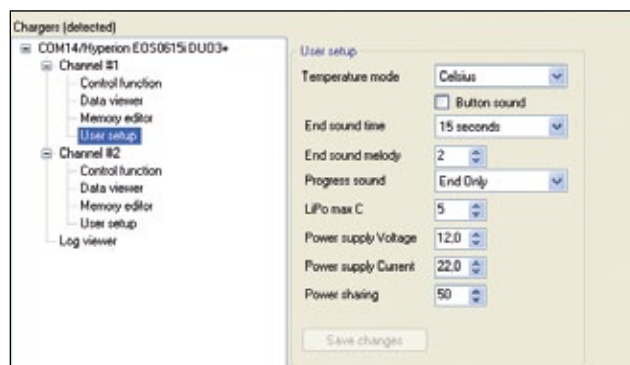 Chargers (detected)
COM14/Hyperion EOS0615i DUO3+
Channel #1
Control function
Data viewer
Memory editor
User setup
Channel #2
Control function
Data viewer
Memory editor
User setup
Log viewer
User setup
Temperature mode Celsius
Button sound
End sound time 15 seconds
End sound melody 2
Progress sound End Only
LiPo max C 5
Power supply Voltage 12,0
Power supply Current 22,0
Power sharing 50
Save changes